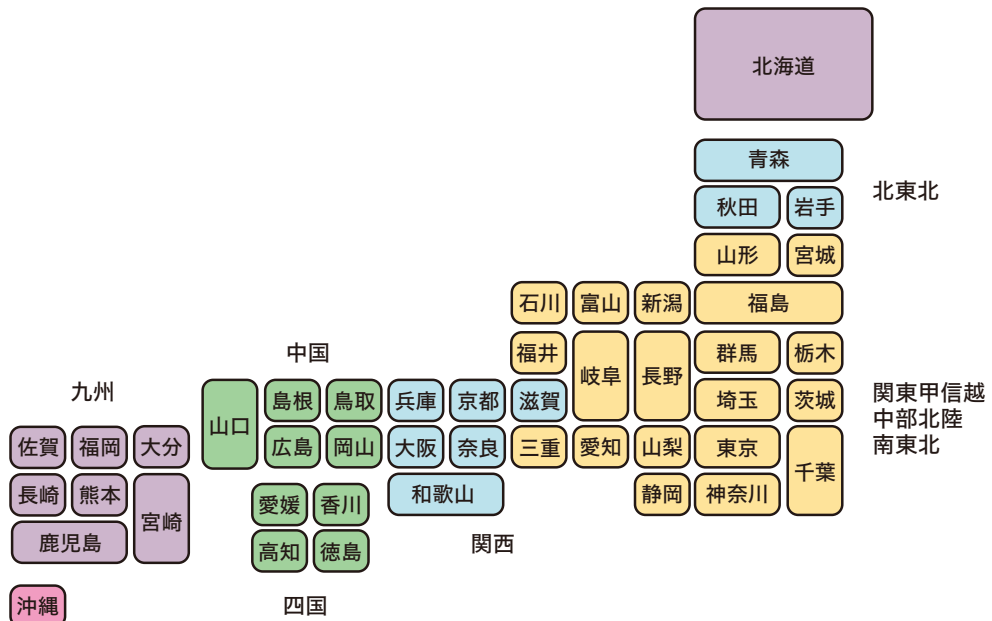 北海道
青森
北東北
秋田 岩手
山形 宮城
石川 富山 新潟 福島
中国
福井 岐阜 長野 群馬 栃木
九州
関東甲信越
中部北陸
南東北
山口 島根 鳥取 兵庫 京都 滋賀 埼玉 茨城
佐賀 福岡 大分 広島 岡山 大阪 奈良 三重 愛知 山梨 東京 千葉
長崎 熊本 宮崎 愛媛 香川 和歌山 静岡 神奈川
鹿児島 高知 徳島 関西
沖縄 四国